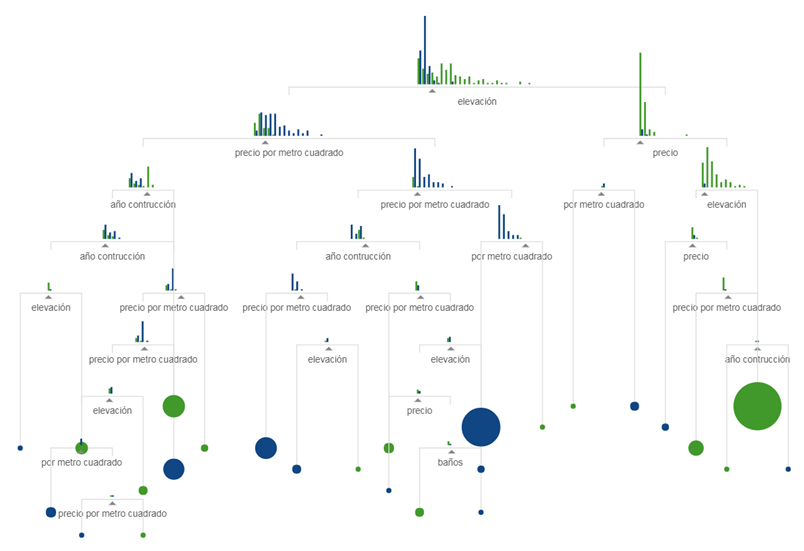 elevación
precio por metro cuadrado
precio
año contrucción
precio por metro cuadrado
por metro cuadrado
elevación
año contrucción
año contrucción
por metro cuadrado
precio
elevación
precio por metro cuadrado
precio por metro cuadrado
precio por metro cuadrado
precio por metro cuadrado
precio por metro cuadrado
elevación
elevación
año contrucción
elevación
precio
por metro cuadrado
baños
precio por metro cuadrado